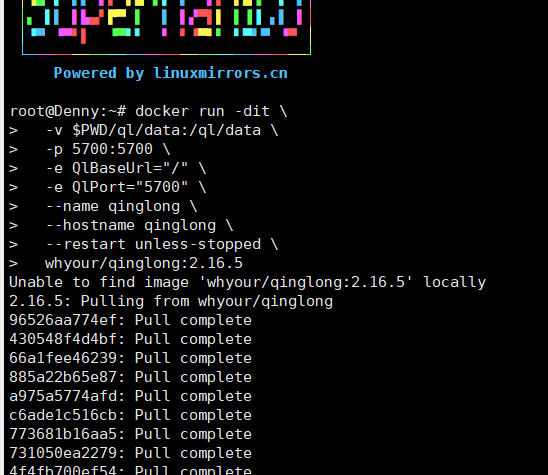 Powered by linuxmirrors.cn
root@Denny:~# docker run -dit \
>   -v $PWD/ql/data:/ql/data \
>   -p 5700:5700 \
>   -e QlBaseUrl="/" \
>   -e QlPort="5700" \
>   --name qinglong \
>   --hostname qinglong \
>   --restart unless-stopped \
>   whyour/qinglong:2.16.5
Unable to find image 'whyour/qinglong:2.16.5' locally
2.16.5: Pulling from whyour/qinglong
96526aa774ef: Pull complete
430548f4d4bf: Pull complete
66a1fee46239: Pull complete
885a22b65e87: Pull complete
a975a5774afd: Pull complete
c6ade1c516cb: Pull complete
773681b16aa5: Pull complete
731050ea2279: Pull complete
4f4fb700ef54: Pull complete